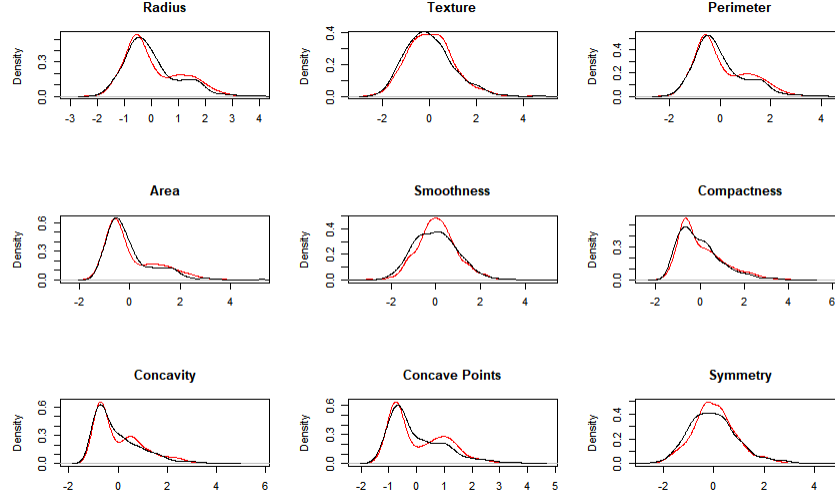 Radius
Density
0.0
0.3
-3 -2 -1 0 1 2 3 4
Texture
Density
0.0 0.2 0.4
-2 0 2 4
Perimeter
Density
0.0 0.2 0.4
-2 0 2 4
Area
Density
0.0 0.3 0.6
-2 0 2 4
Smoothness
Density
0.0 0.2 0.4
-2 0 2 4
Compactness
Density
0.0 0.3
-2 0 2 4 6
Concavity
Density
0.0 0.3 0.6
-2 0 2 4 6
Concave Points
Density
0.0 0.3 0.6
-2 -1 0 1 2 3 4 5
Symmetry
Density
0.0 0.2 0.4
-2 0 2 4